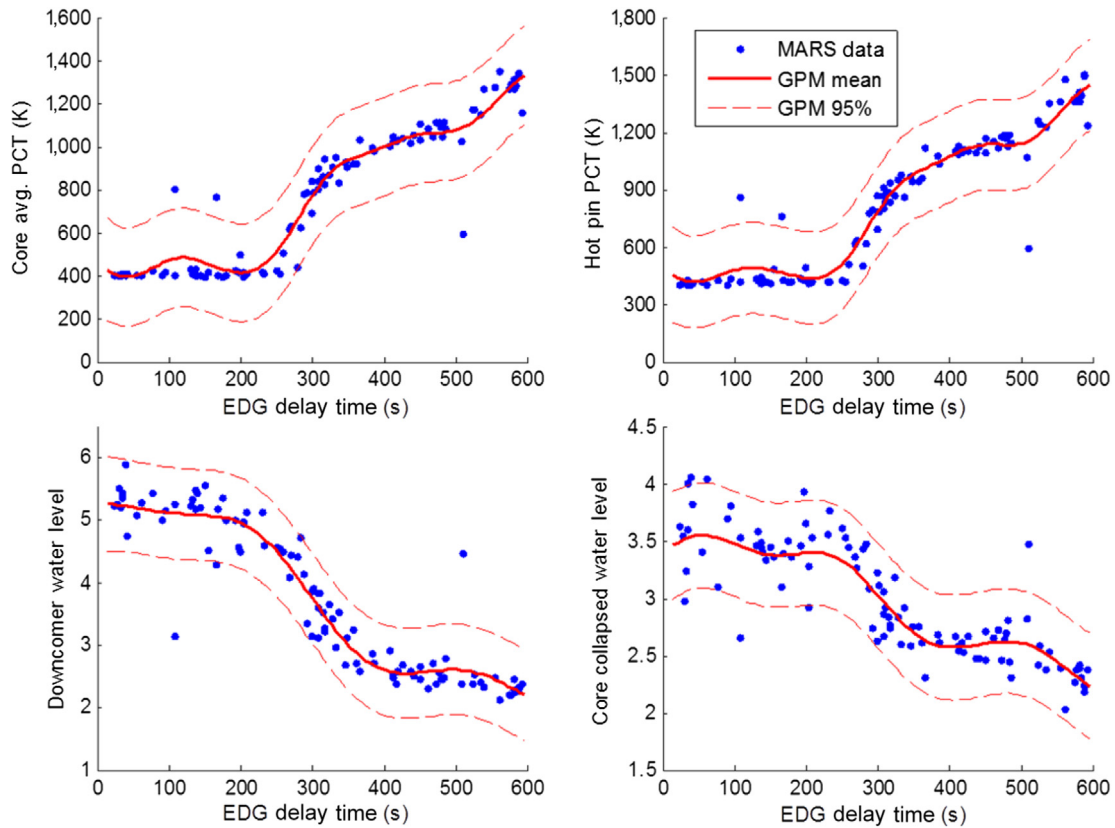 1,600
1,400
1,200
1,000
800
600
400
200
0
Core avg. PCT (K)
0 100 200 300 400 500 600
EDG delay time (s)
1,800
1,500
1,200
900
600
300
0
Hot pin PCT (K)
MARS data
GPM mean
GPM 95%
0 100 200 300 400 500 600
EDG delay time (s)
6
5
4
3
2
1
Downcomer water level
0 100 200 300 400 500 600
EDG delay time (s)
4.5
4
3.5
3
2.5
2
1.5
Core collapsed water level
0 100 200 300 400 500 600
EDG delay time (s)